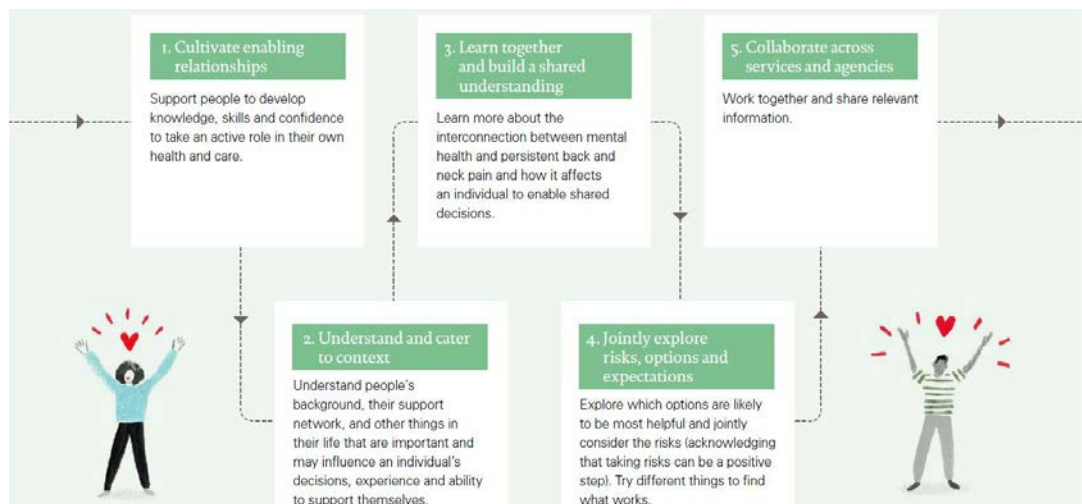 1. Cultivate enabling
relationships
Support people to develop
knowledge, skills and confidence
to take an active role in their own
health and care.
2. Understand and cater
to context
Understand people's
background, their support
network, and other things in
their life that are important and
may influence an individual's
decisions, experience and ability
to support themselves.
3. Learn together
and build a shared
understanding
Learn more about the
interconnection between mental
health and persistent back and
neck pain and how it affects
an individual to enable shared
decisions.
4. Jointly explore
risks, options and
expectations
Explore which options are likely
to be most helpful and jointly
consider the risks (acknowledging
that taking risks can be a positive
step). Try different things to find
what works.
5. Collaborate across
services and agencies
Work together and share relevant
information.